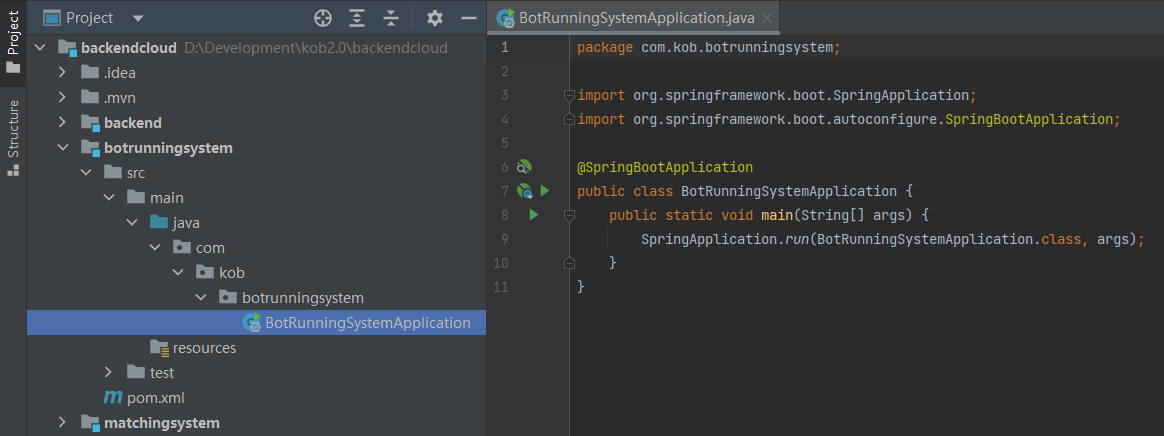 Project
Structure
Project
backendcloud D:\Development\kob2.0\backendcloud
.idea
.mvn
backend
botrunningsystem
src
main
java
com
kob
botrunningsystem
BotRunningSystemApplication
resources
test
pom.xml
matchingsystem
BotRunningSystemApplication.java
1 package com.kob.botrunningsystem;
2
3 import org.springframework.boot.SpringApplication;
4 import org.springframework.boot.autoconfigure.SpringBootApplication;
5
6 @SpringBootApplication
7 public class BotRunningSystemApplication {
8 public static void main(String[] args) {
9 SpringApplication.run(BotRunningSystemApplication.class, args);
10 }
11 }